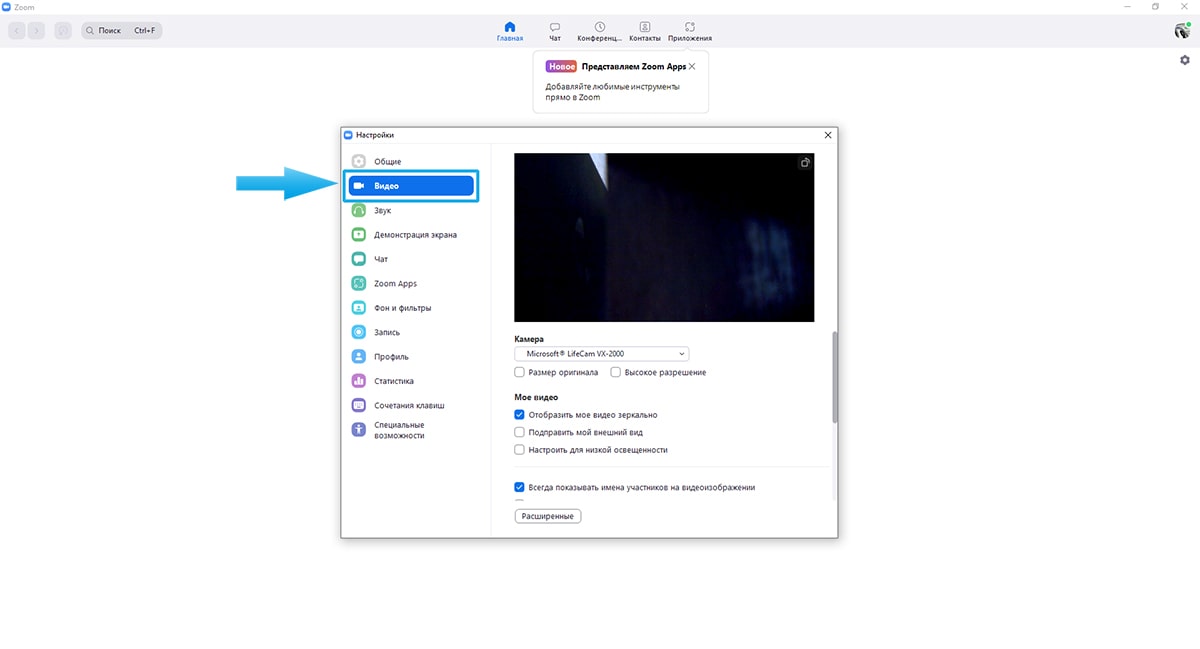 Zoom
Поиск Ctrl+F
Главная Чат Конференц... Контакты Приложения
Новое Представляем Zoom Apps
Добавляйте любимые инструменты
прямо в Zoom
Настройки
Общие
Видео
Звук
Демонстрация экрана
Чат
Zoom Apps
Фон и фильтры
Запись
Профиль
Статистика
Сочетания клавиш
Специальные
возможности
Камера
Microsoft® LifeCam VX-2000
Размер оригинала Высокое разрешение
Мое видео
Отобразить мое видео зеркально
Подправить мой внешний вид
Настроить для низкой освещенности
Всегда показывать имена участников на видеоизображении
Расширенные